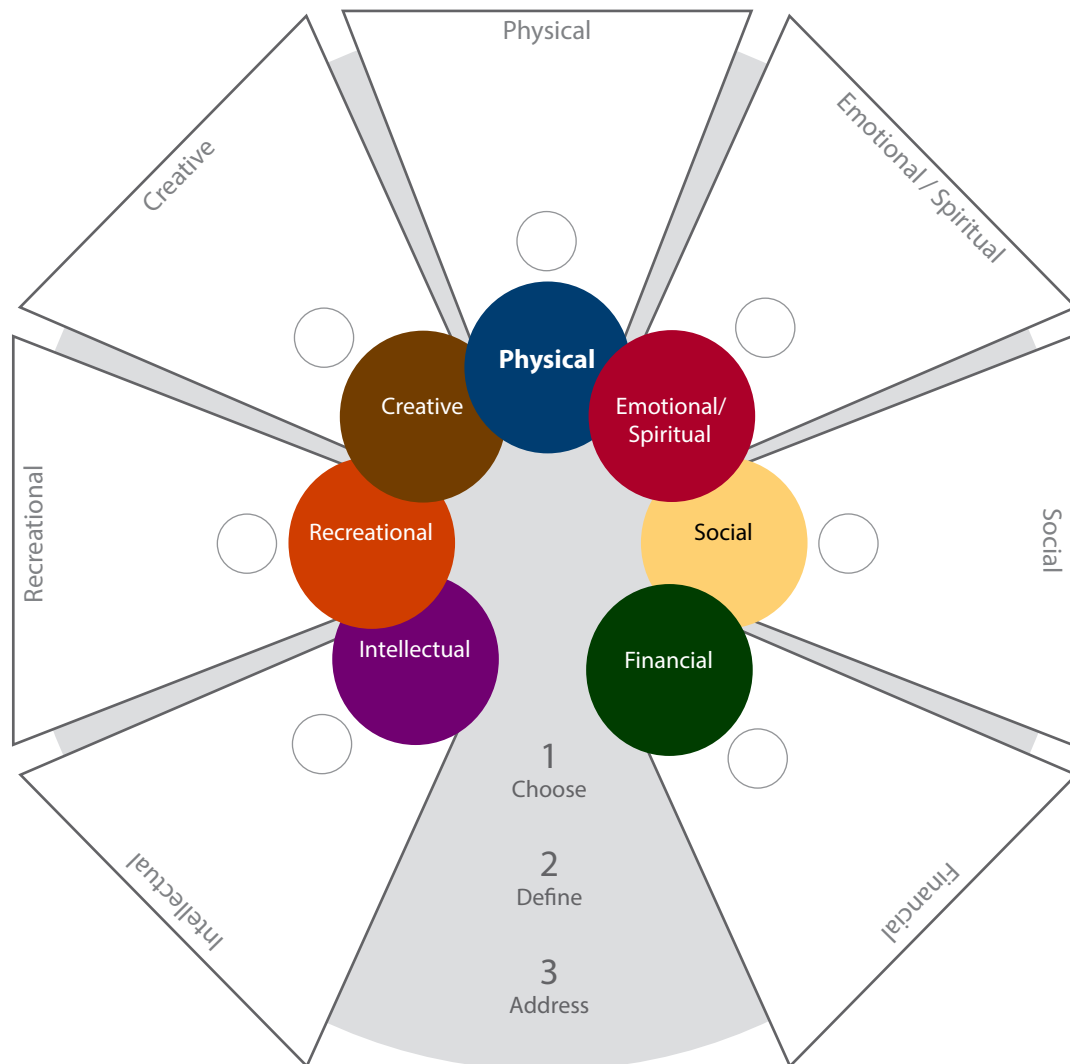 Physical
Creative
Emotional / Spiritual
Physical
Creative
Emotional/
Spiritual
Recreational
Recreational
Social
Social
Intellectual
Financial
1
Choose
2
Define
Intellectual
Financial
3
Address